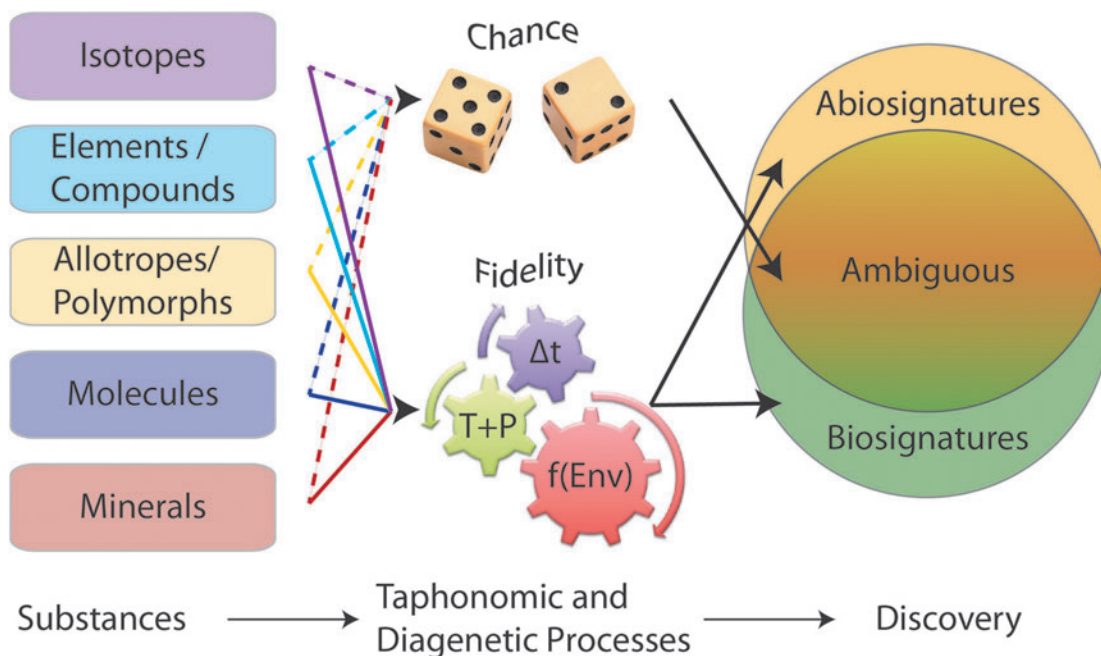 Isotopes
Elements /
Compounds
Allotropes/
Polymorphs
Molecules
Minerals
Chance
Fidelity
Δt
T+P
f(Env)
Abiosignatures
Ambiguous
Biosignatures
Substances
Taphonomic and
Diagenetic Processes
Discovery